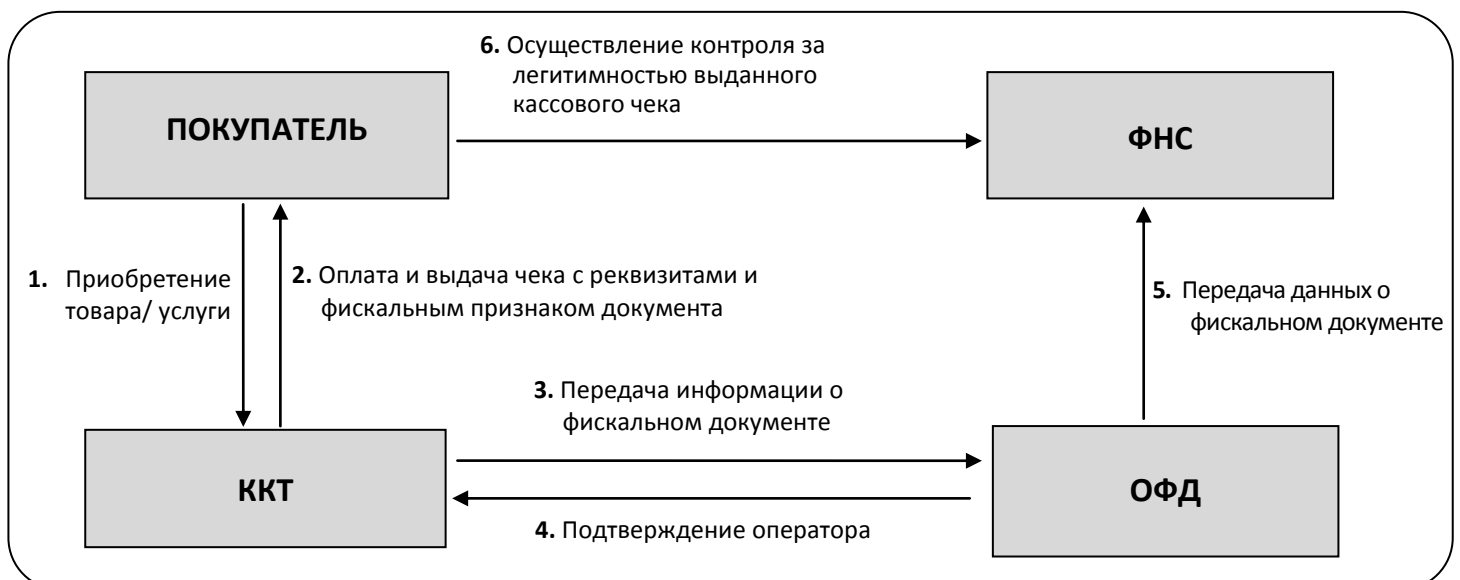 6. Осуществление контроля за
легитимностью выданного
кассового чека
ПОКУПАТЕЛЬ
ФНС
1. Приобретение
товара/ услуги
2. Оплата и выдача чека с реквизитами и
фискальным признаком документа
5. Передача данных о
фискальном документе
3. Передача информации о
фискальном документе
ККТ
ОФД
4. Подтверждение оператора